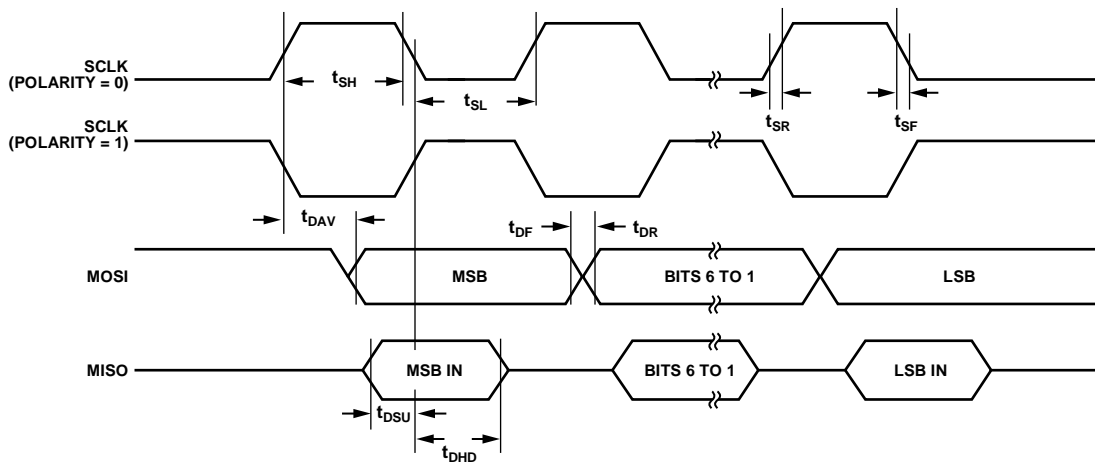 SCLK
(POLARITY = 0)
tSH
tSL
tSR
tSF
SCLK
(POLARITY = 1)
tDAV
tDF
tDR
MOSI
MSB
BITS 6 TO 1
LSB
MISO
MSB IN
BITS 6 TO 1
LSB IN
tDSU
tDHD